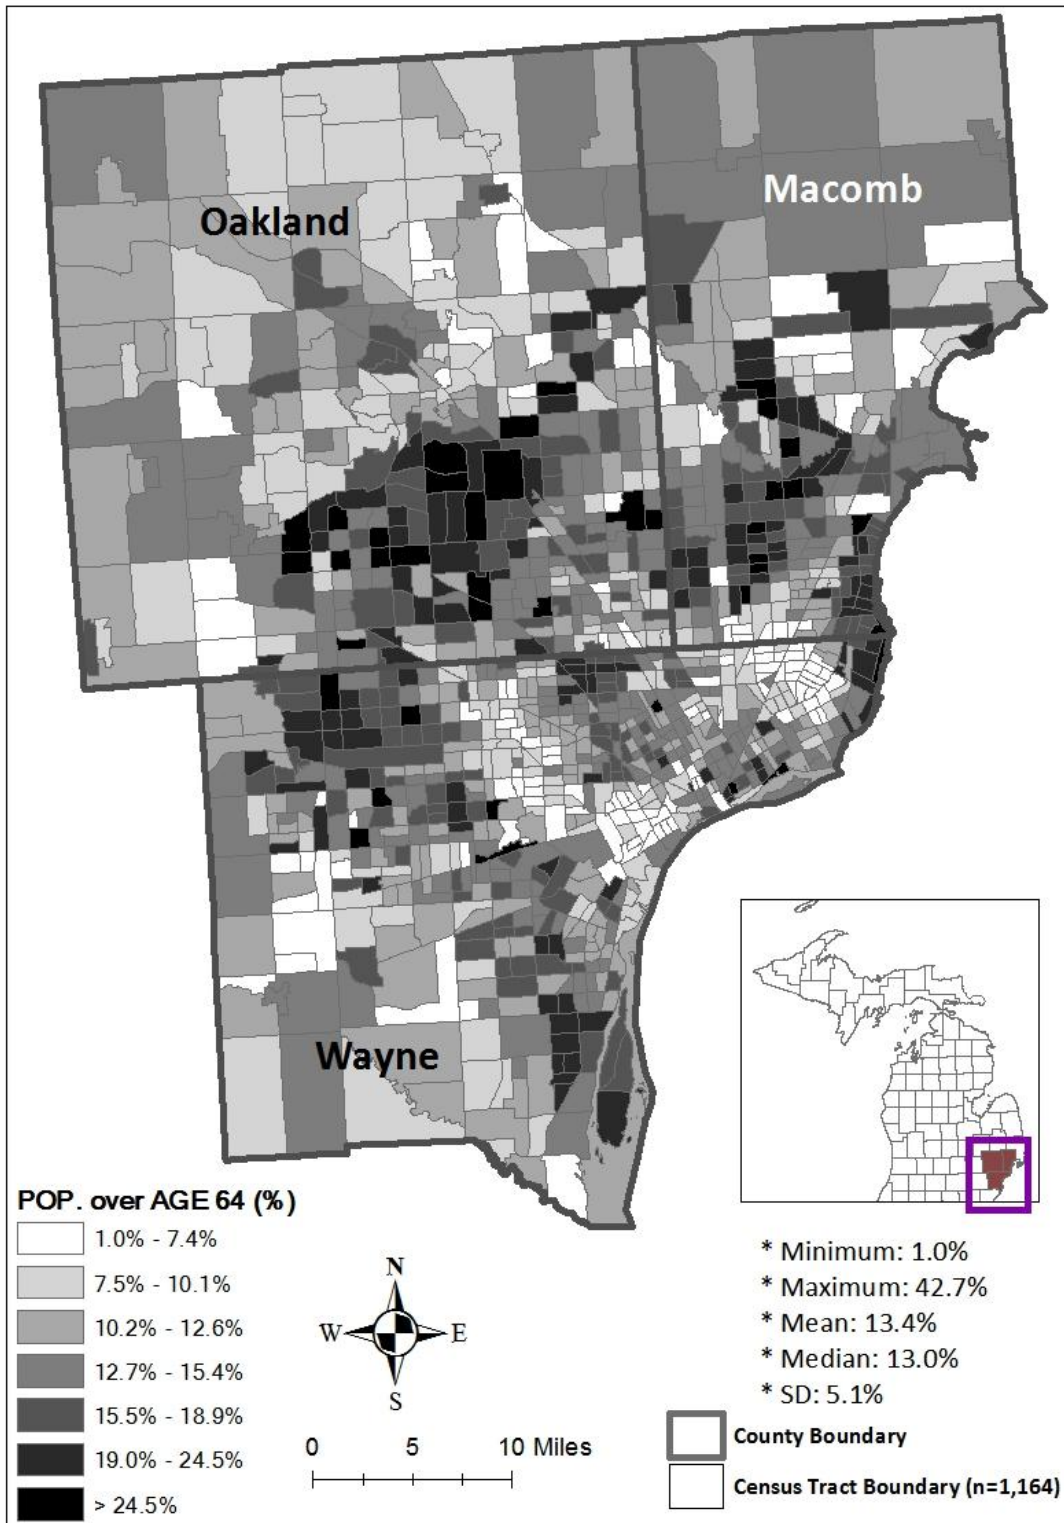 Oakland
Macomb
Wayne
POP. over AGE 64 (%)
1.0% - 7.4%
7.5% - 10.1%
10.2% - 12.6%
12.7% - 15.4%
15.5% - 18.9%
19.0% - 24.5%
> 24.5%
N
W E
S
0 5 10 Miles
* Minimum: 1.0%
* Maximum: 42.7%
* Mean: 13.4%
* Median: 13.0%
* SD: 5.1%
County Boundary
Census Tract Boundary (n=1,164)